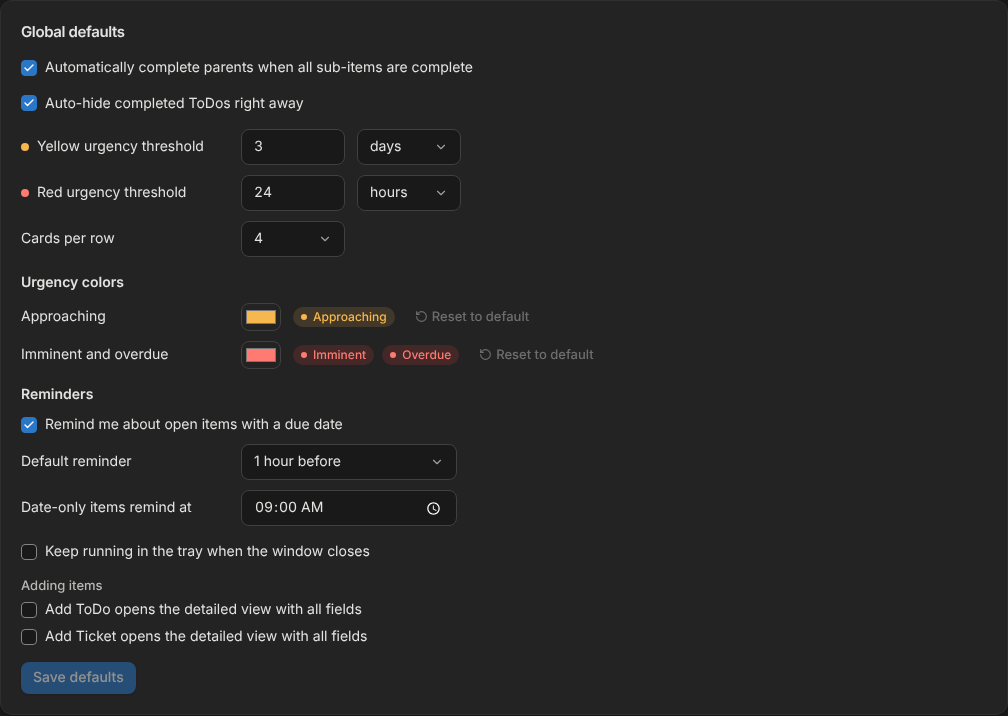 Global defaults
Automatically complete parents when all sub-items are complete
Auto-hide completed ToDos right away
Yellow urgency threshold 3 days
Red urgency threshold 24 hours
Cards per row 4
Urgency colors
Approaching Approaching Reset to default
Imminent and overdue Imminent Overdue Reset to default
Reminders
Remind me about open items with a due date
Default reminder 1 hour before
Date-only items remind at 09:00 AM
Keep running in the tray when the window closes
Adding items
Add ToDo opens the detailed view with all fields
Add Ticket opens the detailed view with all fields
Save defaults